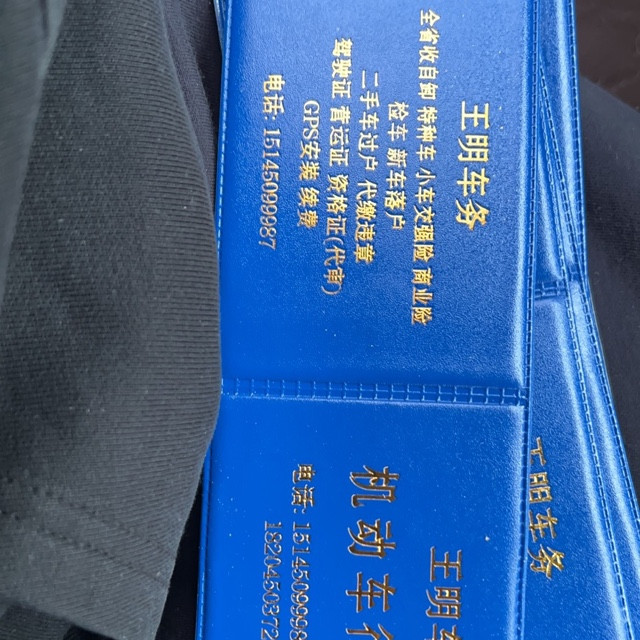 王明车务
全省收自卸 特种车 小车交强险 商业险
检车 新车落户
二手车过户 代缴违章
驾驶证 营运证 资格证(代审)
GPS安装 续费
电话: 15145099987
王明车
机动车行
电话: 1514509998
1820450372
王明车务